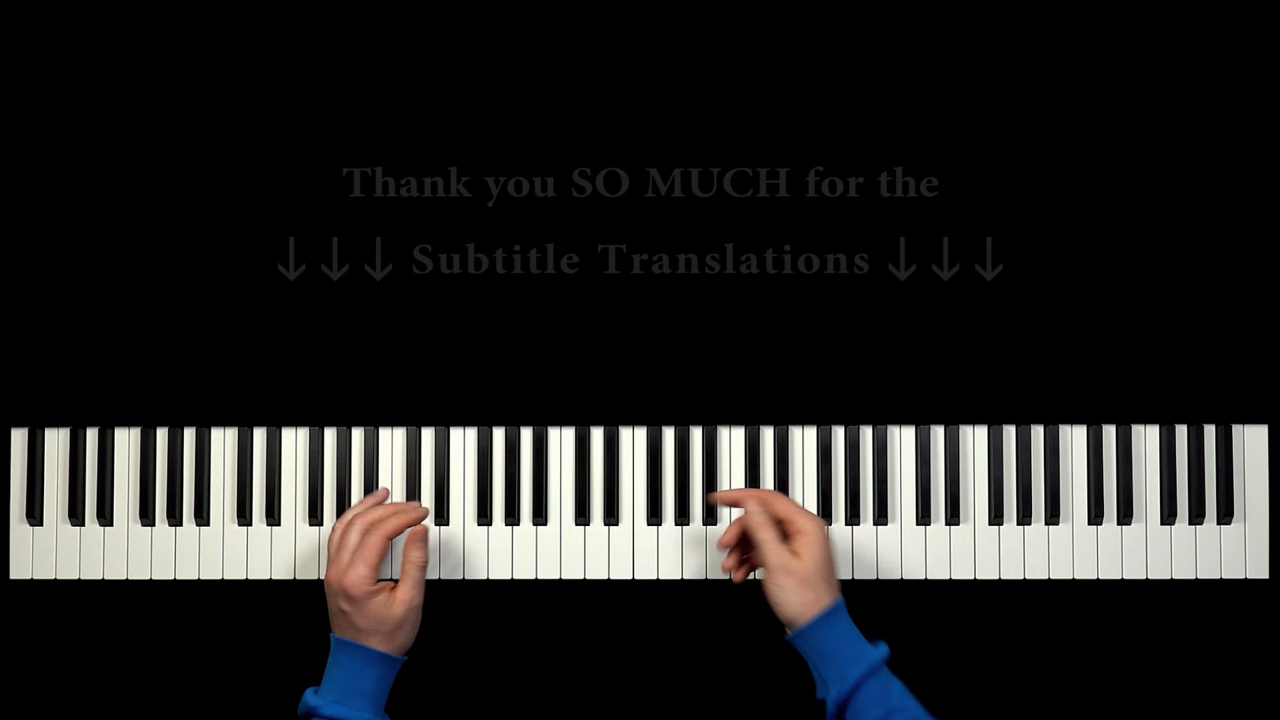 Thank you SO MUCH for the
↓↓↓ Subtitle Translations ↓↓↓